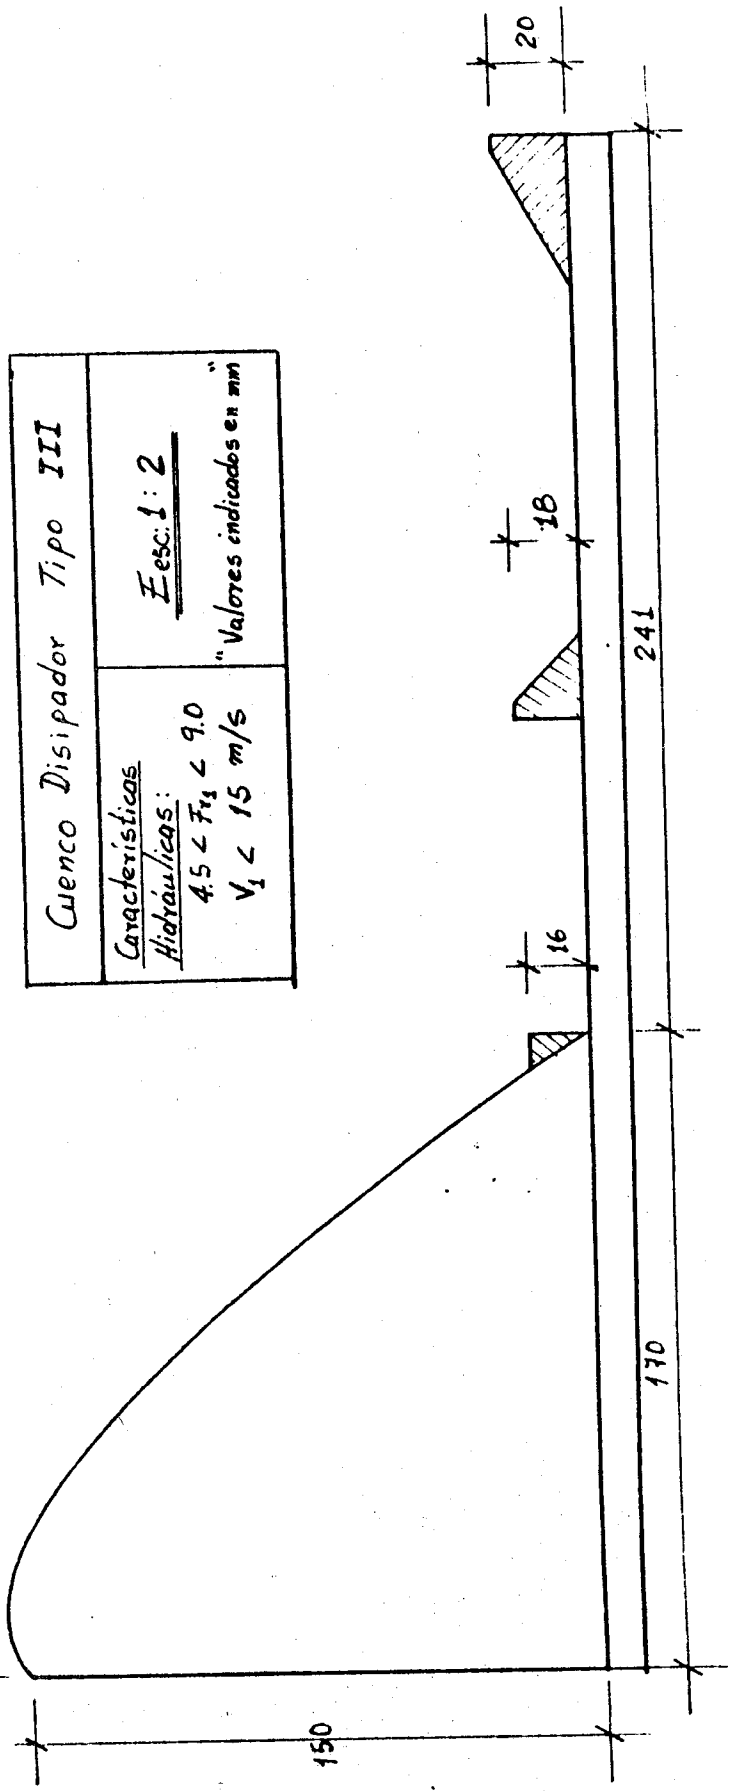 Cuenco Disipador Tipo III
Características
Hidráulicas:
4.5 < Fr1 < 9.0
V1 < 15 m/s
Esc: 1:2
"Valores indicados en mm"
150
16
18
20
170
241